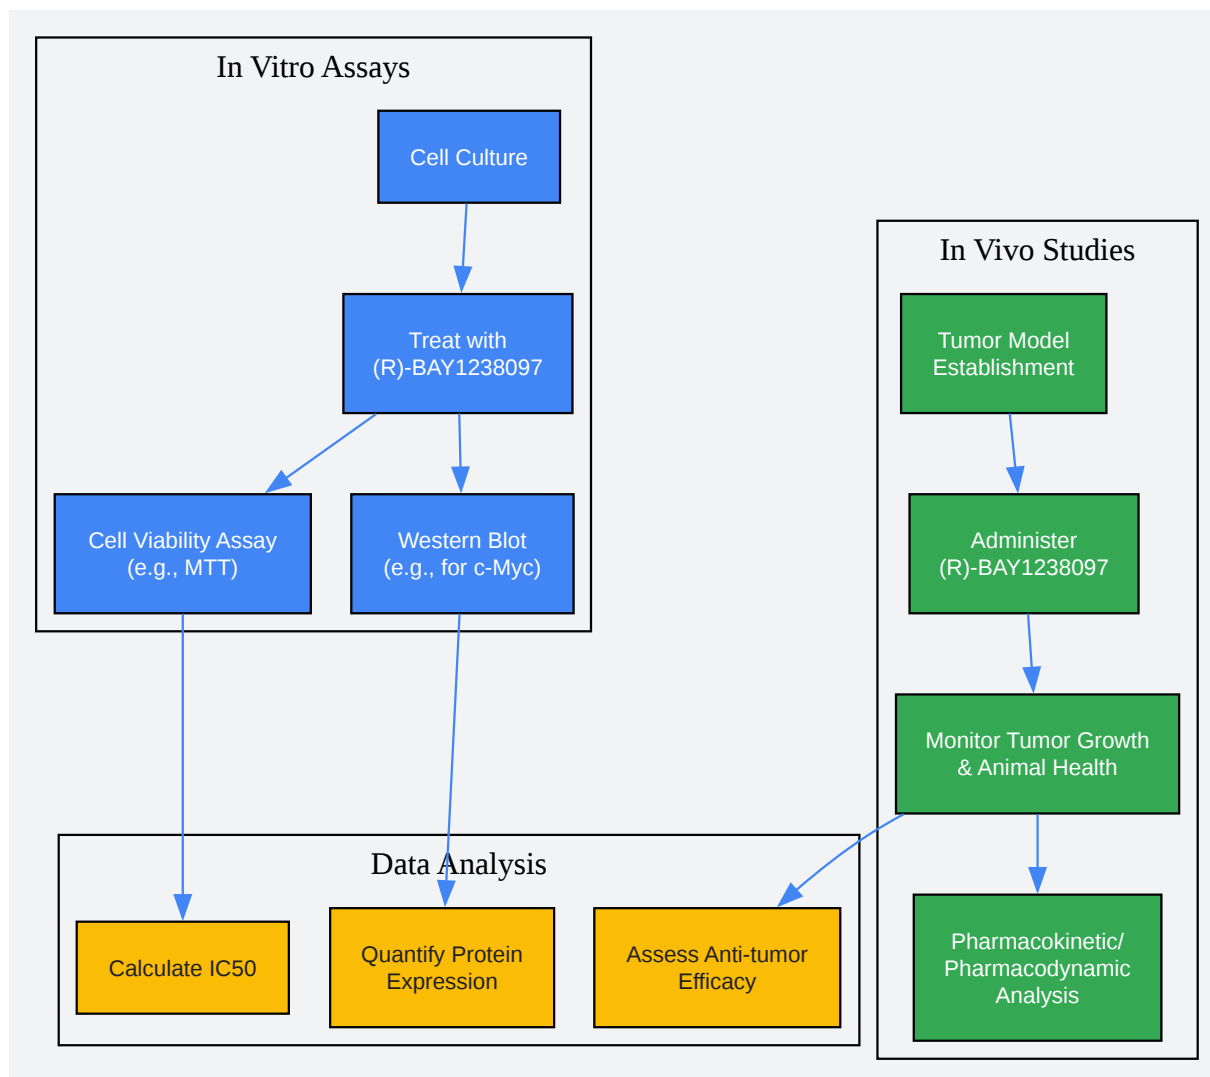 In Vitro Assays
Cell Culture
Treat with
(R)-BAY1238097
Cell Viability Assay
(e.g., MTT)
Western Blot
(e.g., for c-Myc)
In Vivo Studies
Tumor Model
Establishment
Administer
(R)-BAY1238097
Monitor Tumor Growth
& Animal Health
Pharmacokinetic/
Pharmacodynamic
Analysis
Data Analysis
Calculate IC50
Quantify Protein
Expression
Assess Anti-tumor
Efficacy